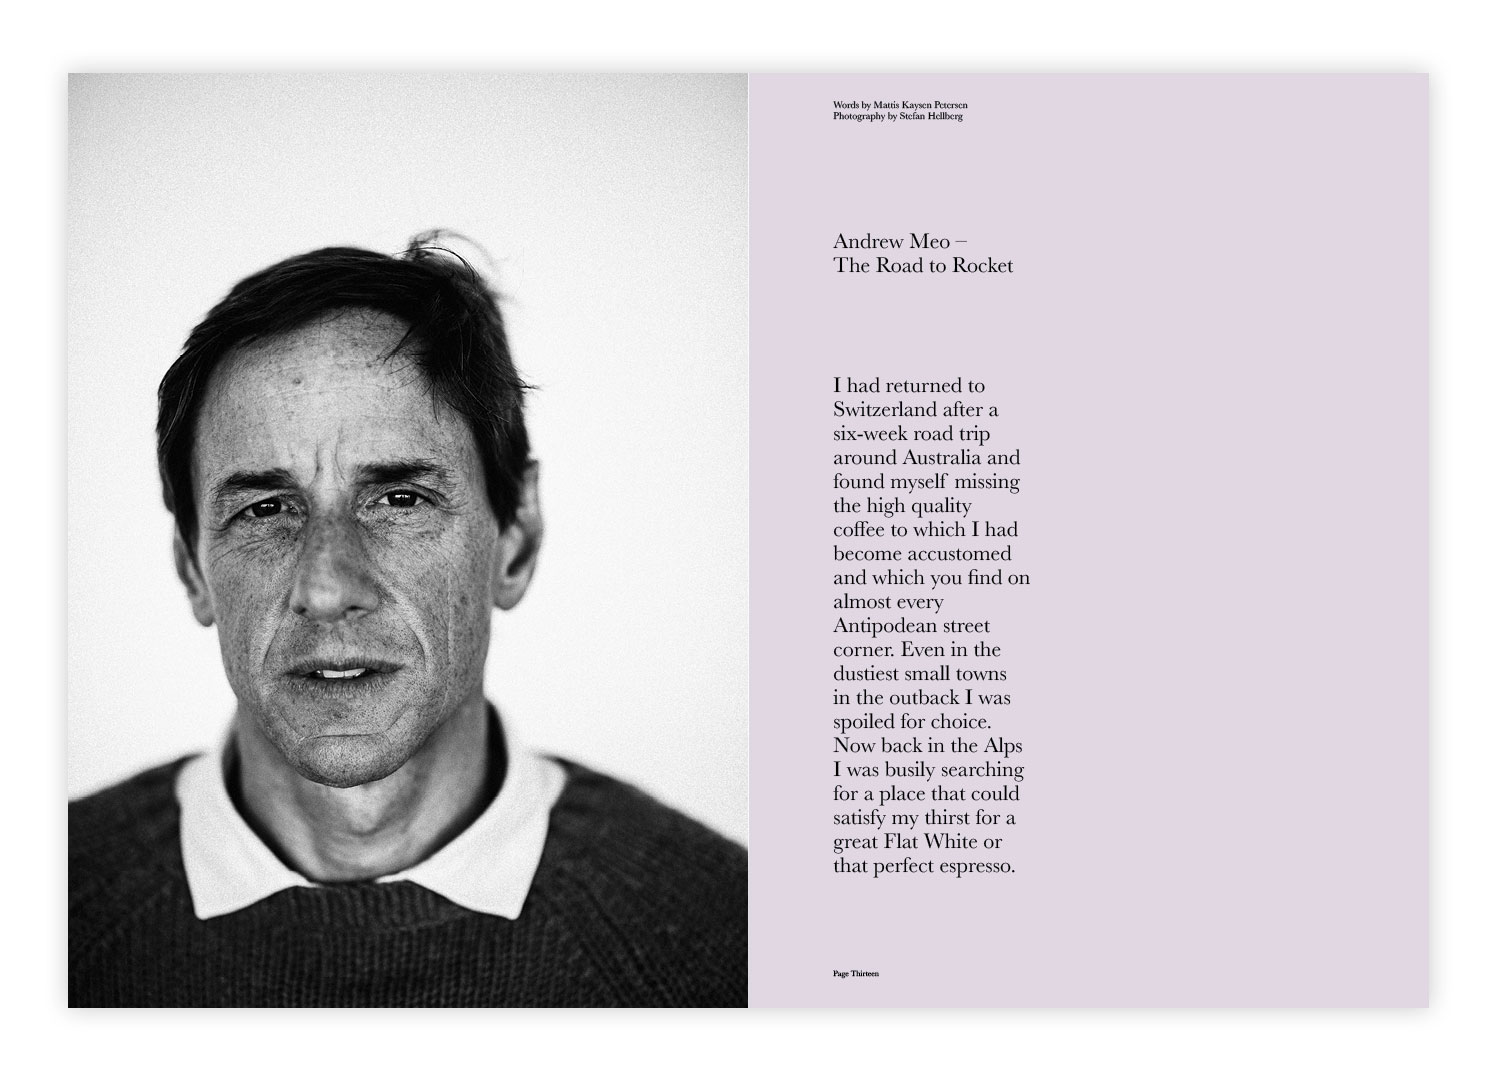 Words by Mattis Kaysen Petersen
Photography by Stefan Hellberg
Andrew Meo –
The Road to Rocket
I had returned to
Switzerland after a
six-week road trip
around Australia and
found myself missing
the high quality
coffee to which I had
become accustomed
and which you find on
almost every
Antipodean street
corner. Even in the
dustiest small towns
in the outback I was
spoiled for choice.
Now back in the Alps
I was busily searching
for a place that could
satisfy my thirst for a
great Flat White or
that perfect espresso.
Page Thirteen